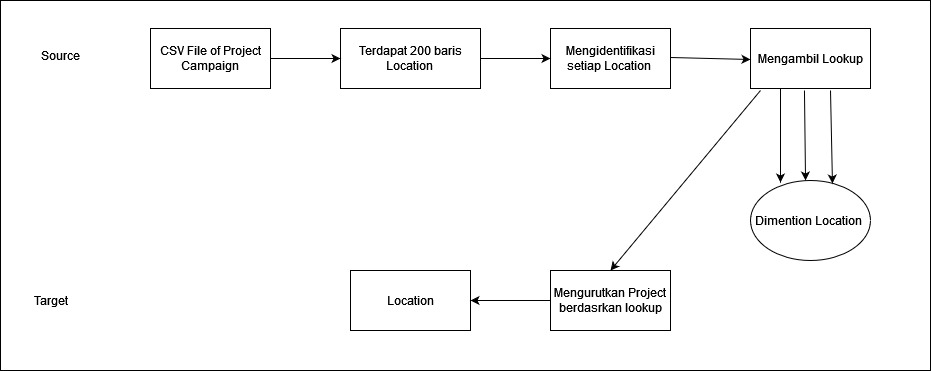 Source
CSV File of Project
Campaign
Terdapat 200 baris
Location
Mengidentifikasi
setiap Location
Mengambil Lookup
Dimention Location
Target
Location
Mengurutkan Project
berdasrkan lookup